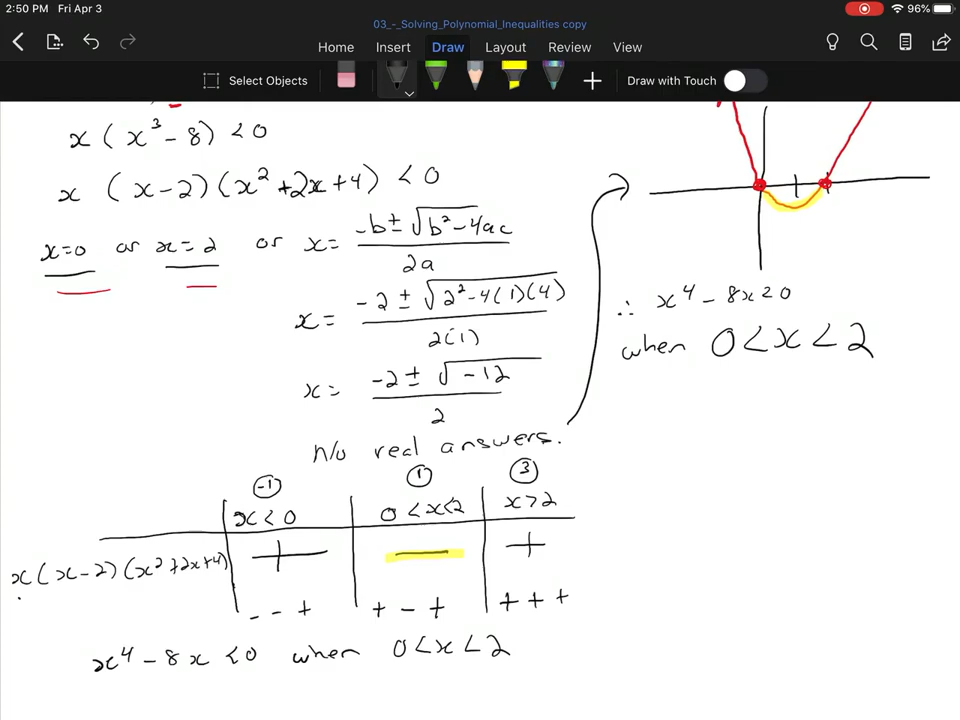 2:50 PM Fri Apr 3
96%
03_-_Solving_Polynomial_Inequalities copy
Home Insert Draw Layout Review View
Select Objects
Draw with Touch
x ( x³ - 8 ) < 0
x ( x - 2 ) ( x² + 2x + 4 ) < 0
x = 0 or x = 2 or x = -b ± √(b² - 4ac) / 2a
x = -2 ± √(2² - 4(1)(4)) / 2(1)
x = -2 ± √-12 / 2
n/o real answers.
∴ x⁴ - 8x < 0
when 0 < x < 2
-1 1 3
x < 0 0 < x < 2 x > 2
x ( x - 2 ) ( x² + 2x + 4 ) + - +
- - + + - + + + +
x⁴ - 8x < 0 when 0 < x < 2